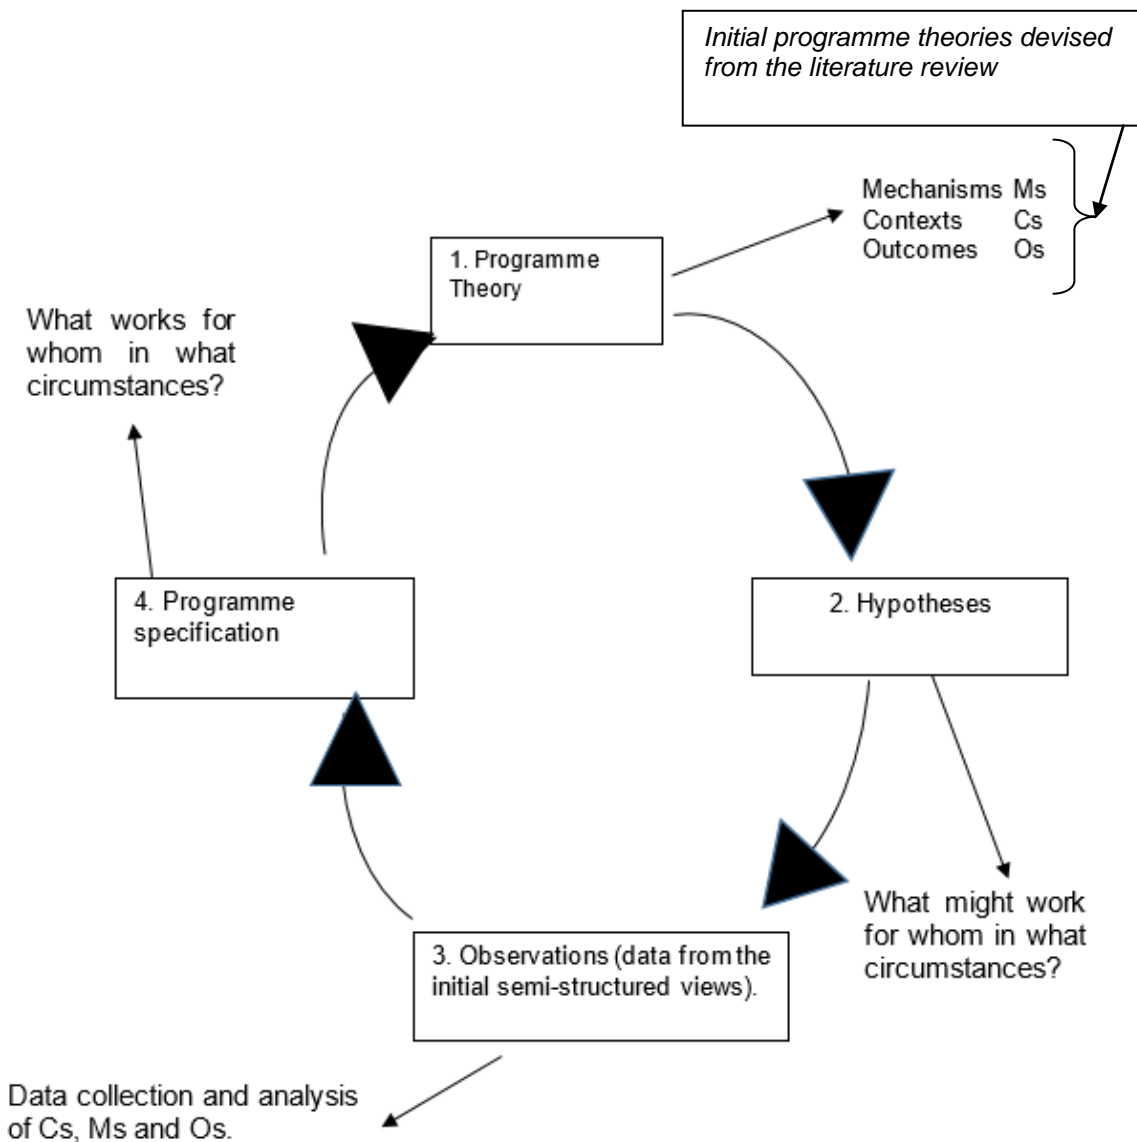 Initial programme theories devised
from the literature review
Mechanisms Ms
Contexts Cs
Outcomes Os
1. Programme
Theory
What works for
whom in what
circumstances?
4. Programme
specification
2. Hypotheses
What might work
for whom in what
circumstances?
3. Observations (data from the
initial semi-structured views).
Data collection and analysis
of Cs, Ms and Os.